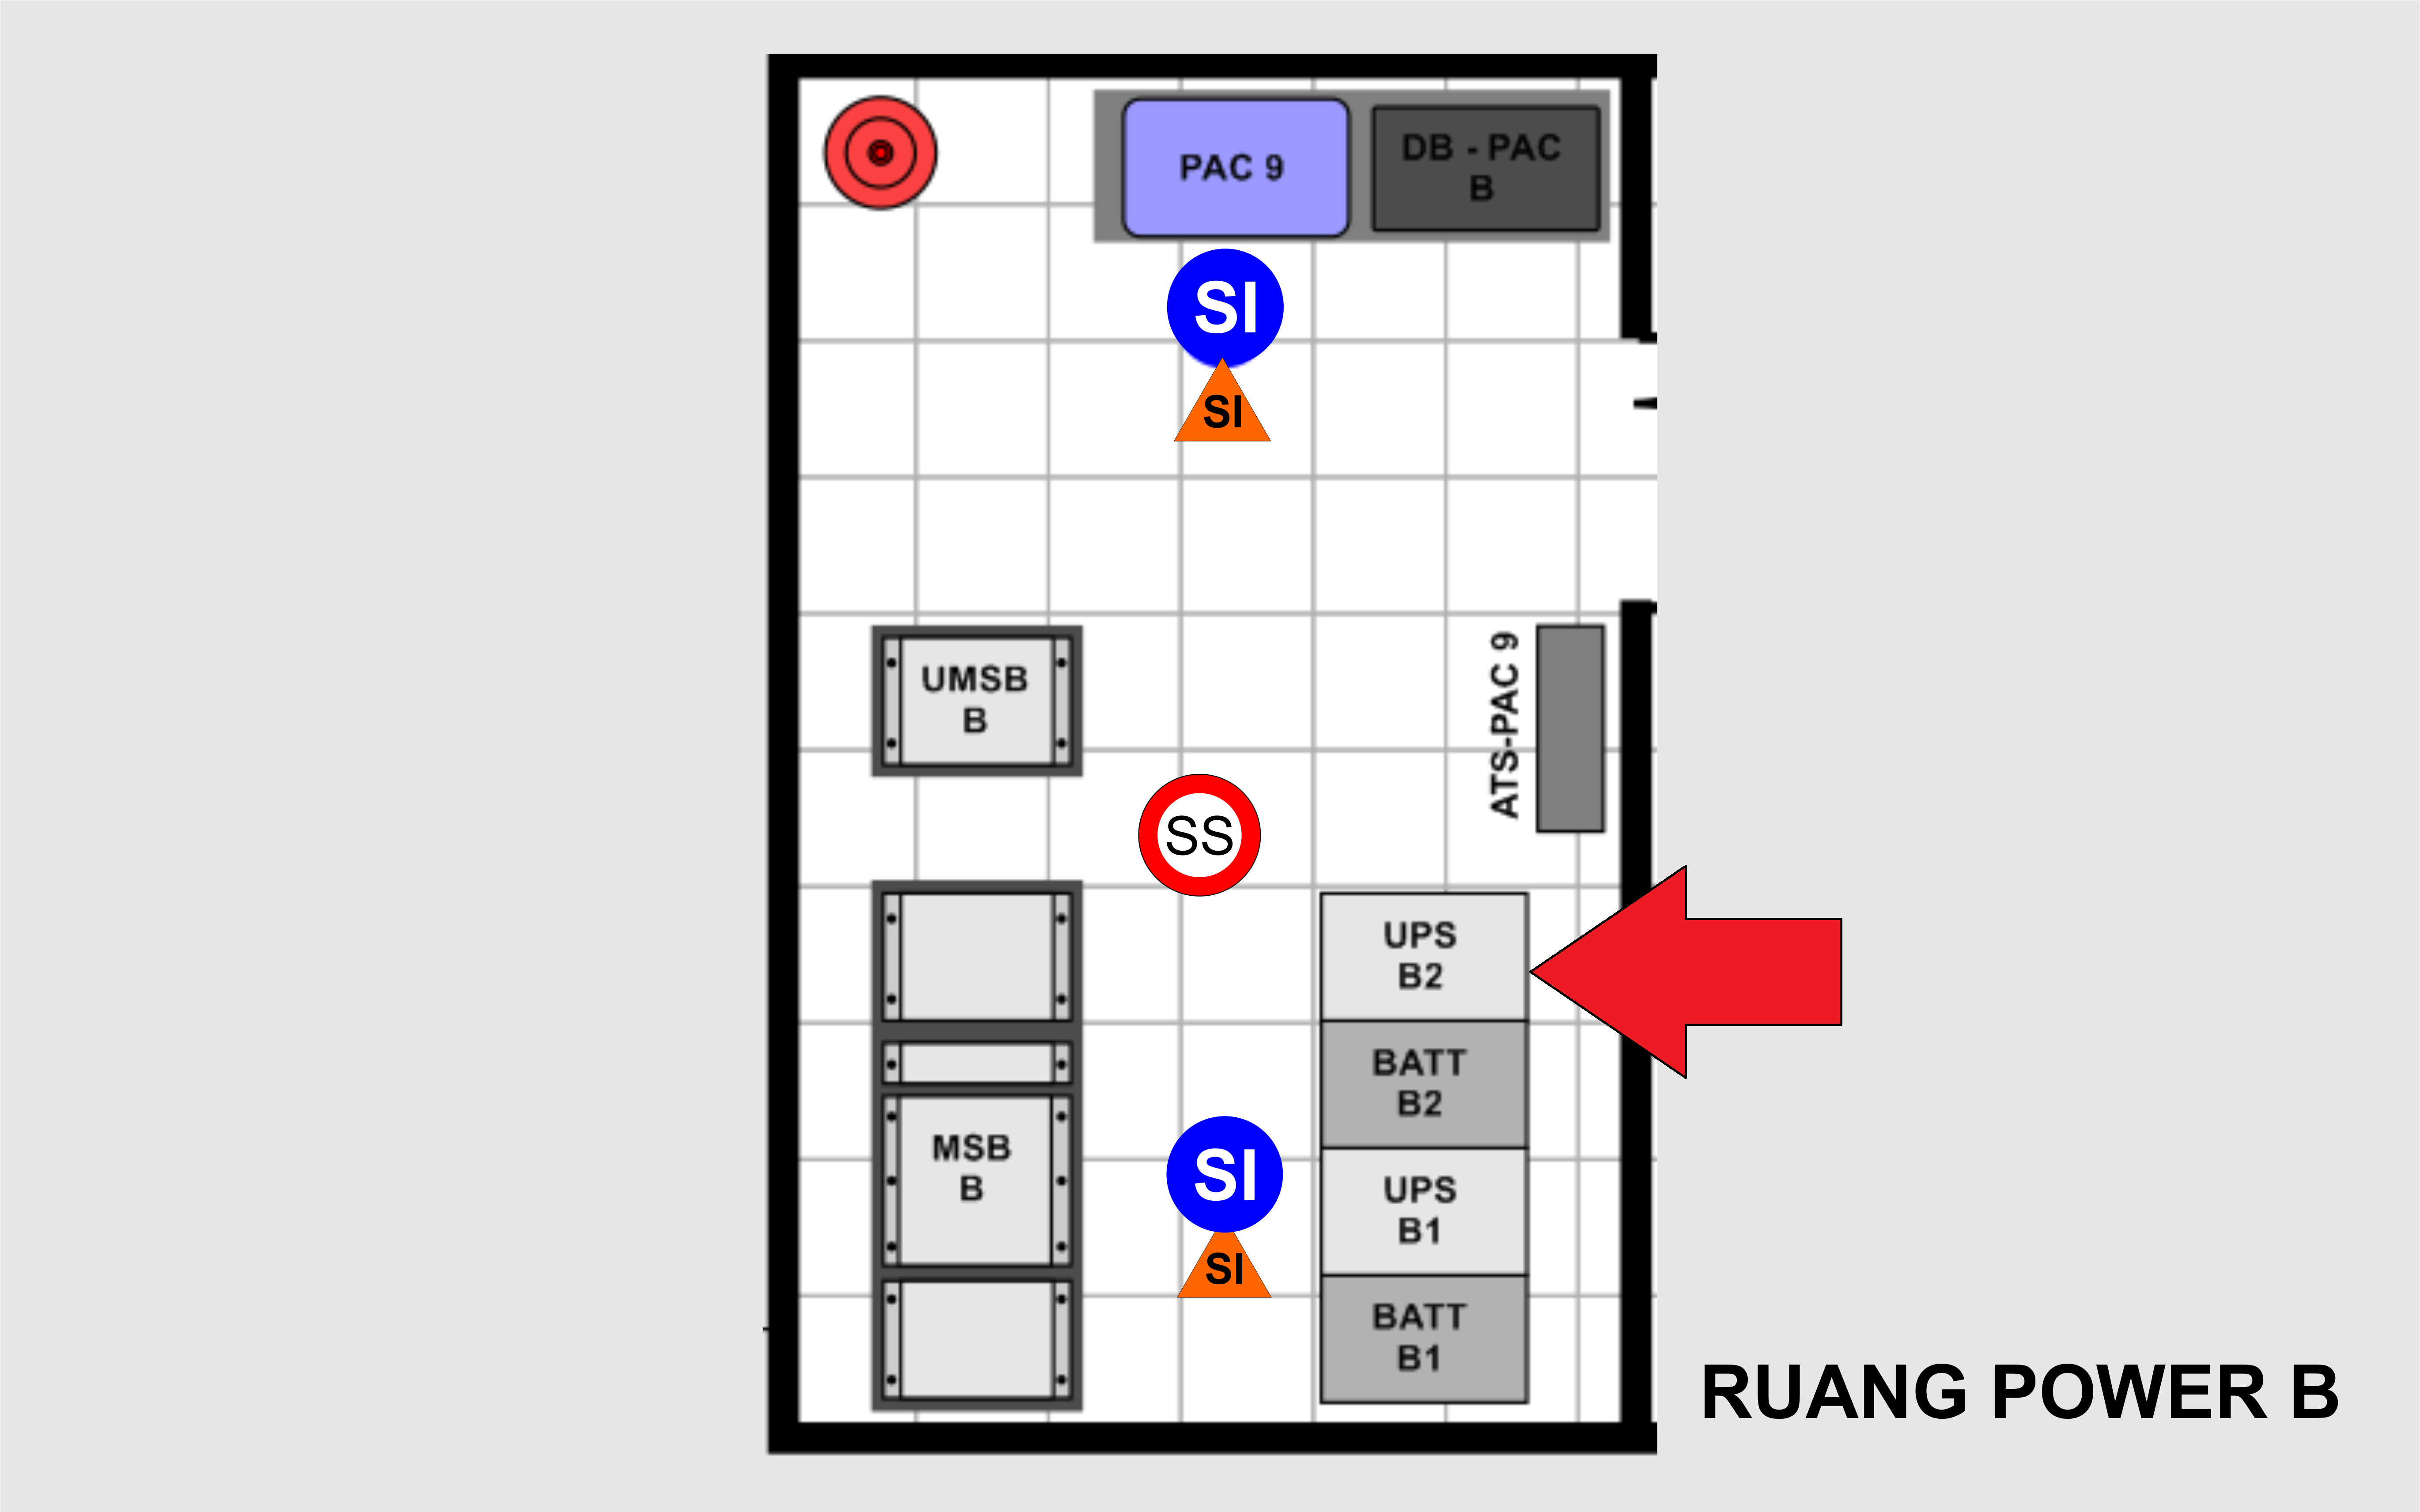 PAC 9
DB - PAC
B
SI
SI
UMSB
B
ATS-PAC 9
SS
UPS
B2
BATT
B2
MSB
B
SI
UPS
B1
SI
BATT
B1
RUANG POWER B